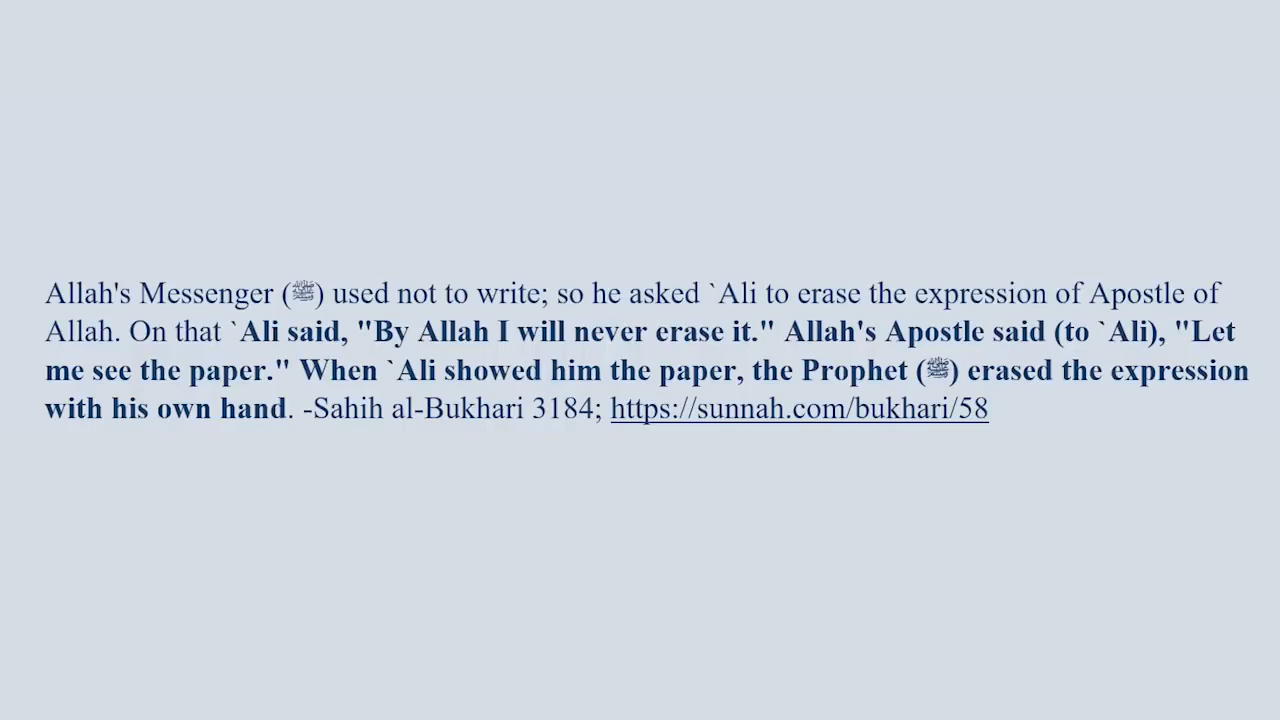 Allah's Messenger (ﷺ) used not to write; so he asked `Ali to erase the expression of Apostle of
Allah. On that `Ali said, "By Allah I will never erase it." Allah's Apostle said (to `Ali), "Let
me see the paper." When `Ali showed him the paper, the Prophet (ﷺ) erased the expression
with his own hand. -Sahih al-Bukhari 3184; https://sunnah.com/bukhari/58